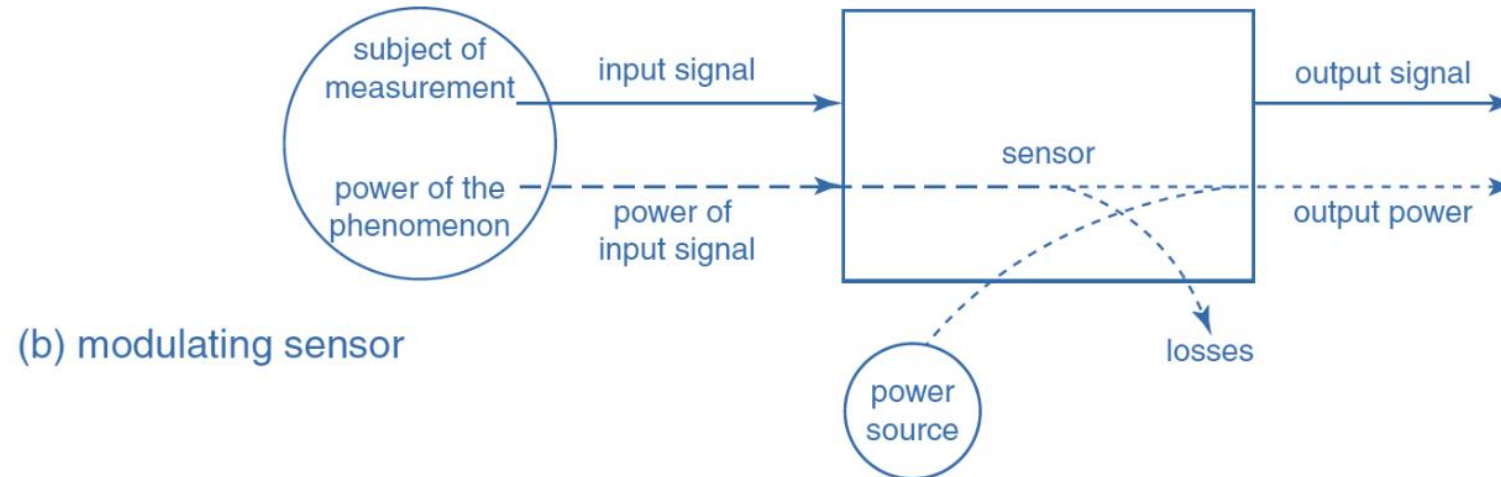 subject of
measurement
input signal
output signal
sensor
power of the
phenomenon
power of
input signal
output power
(b) modulating sensor
losses
power
source